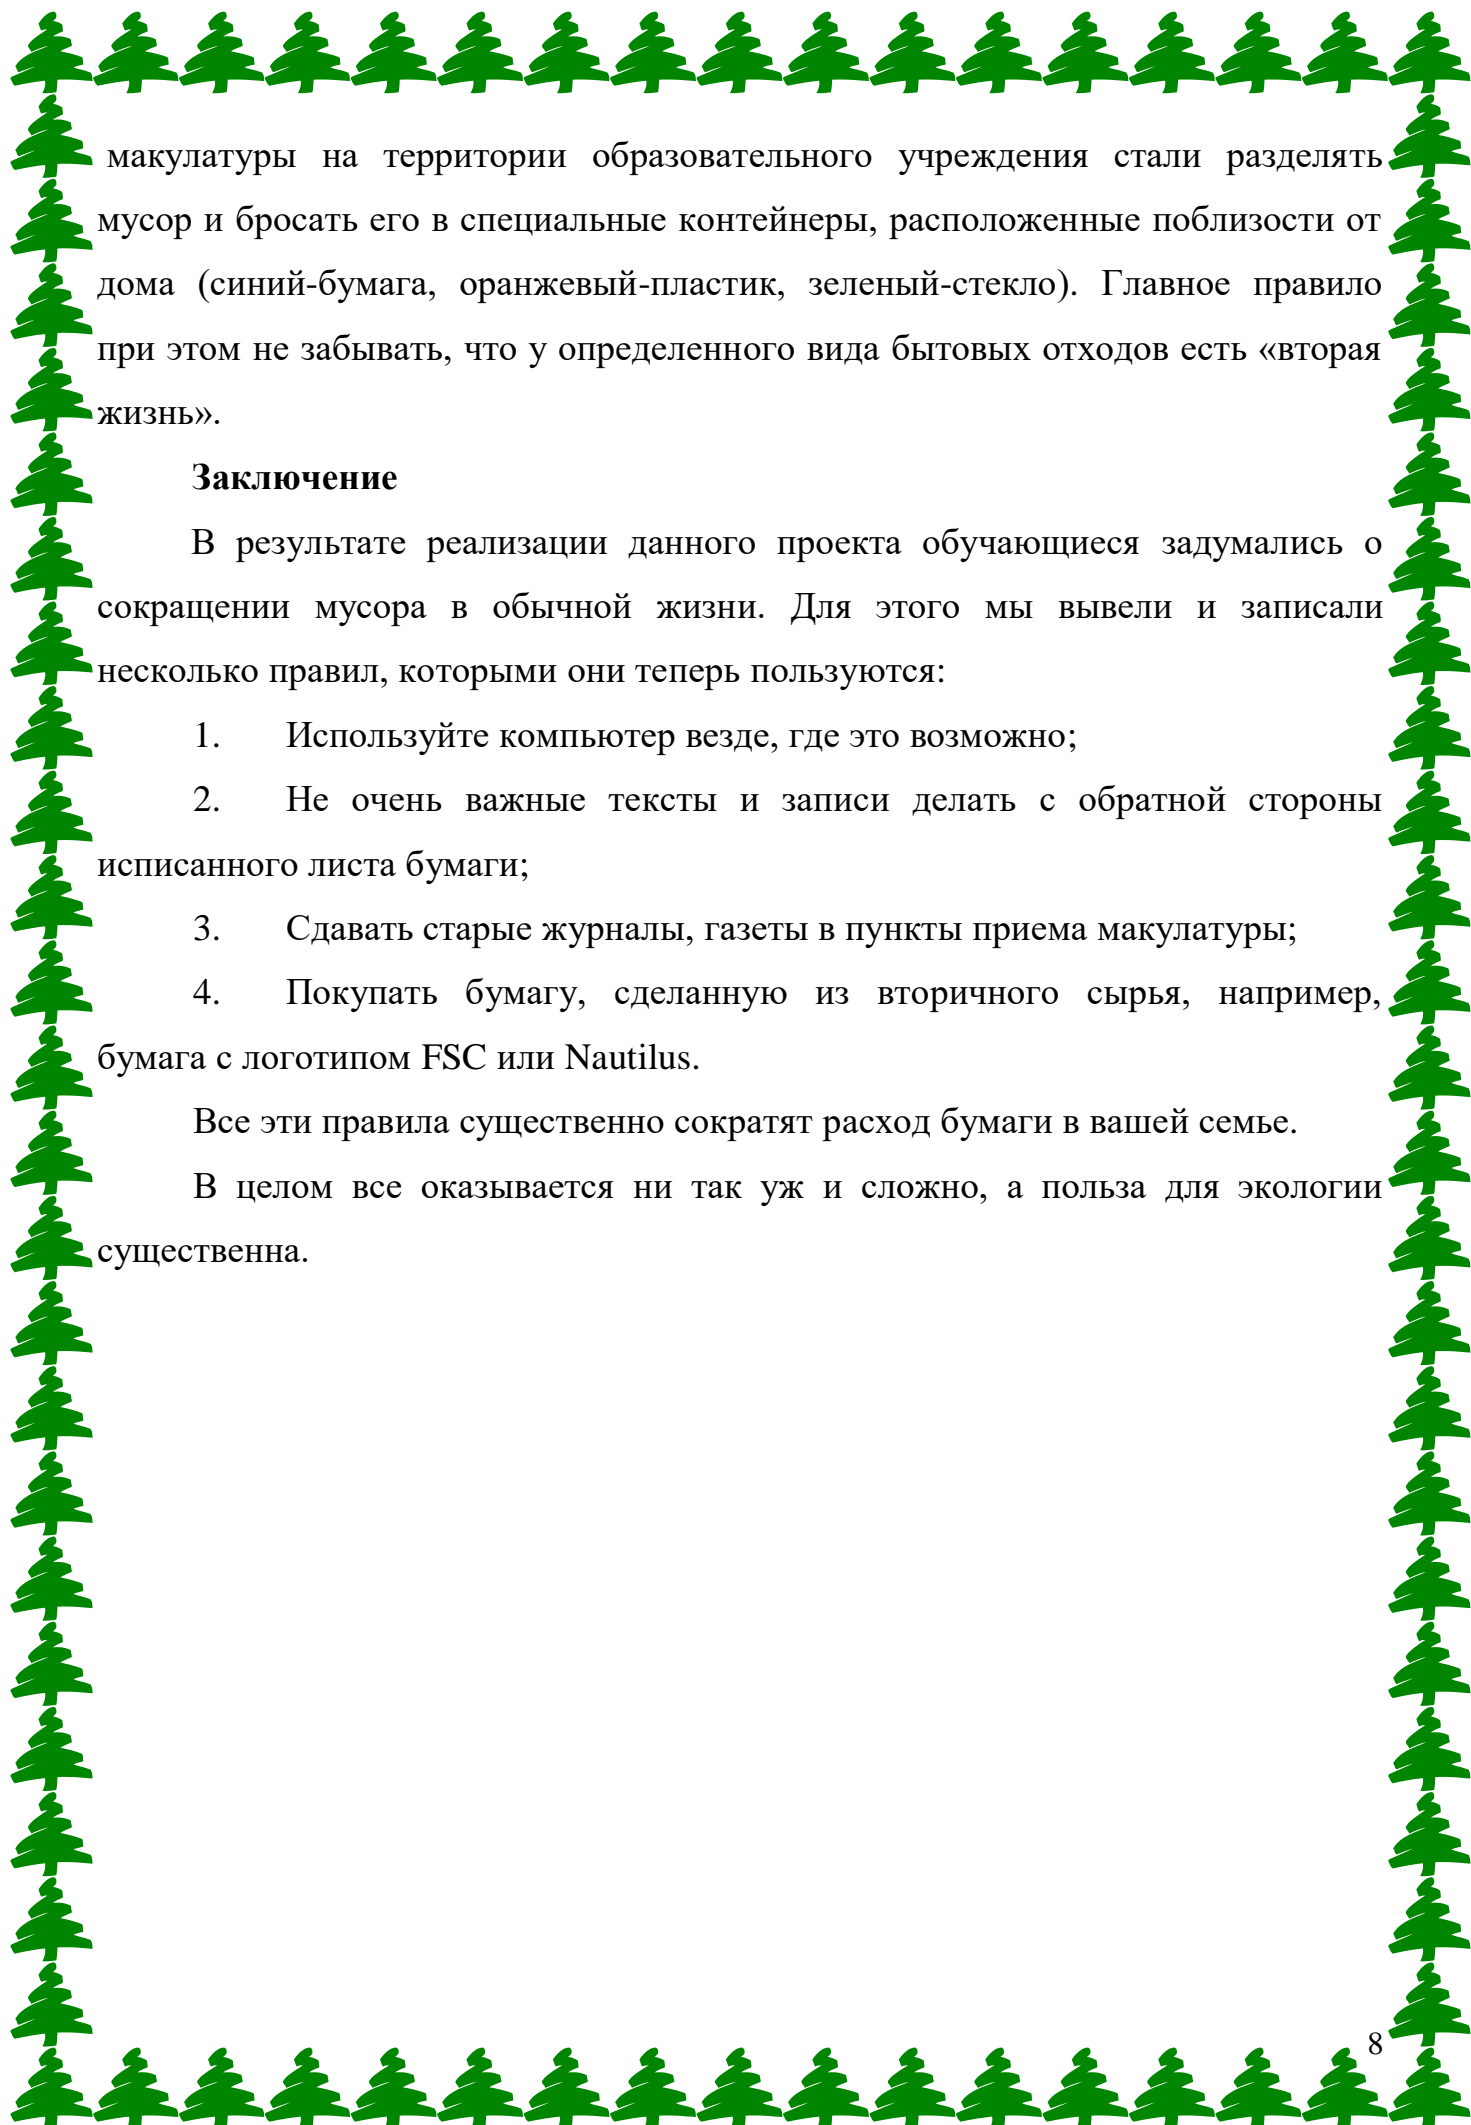 макулатуры на территории образовательного учреждения стали разделять
мусор и бросать его в специальные контейнеры, расположенные поблизости от
дома (синий-бумага, оранжевый-пластик, зеленый-стекло). Главное правило
при этом не забывать, что у определенного вида бытовых отходов есть «вторая
жизнь».
Заключение
В результате реализации данного проекта обучающиеся задумались о
сокращении мусора в обычной жизни. Для этого мы вывели и записали
несколько правил, которыми они теперь пользуются:
1. Используйте компьютер везде, где это возможно;
2. Не очень важные тексты и записи делать с обратной стороны
исписанного листа бумаги;
3. Сдавать старые журналы, газеты в пункты приема макулатуры;
4. Покупать бумагу, сделанную из вторичного сырья, например,
бумага с логотипом FSC или Nautilus.
Все эти правила существенно сократят расход бумаги в вашей семье.
В целом все оказывается ни так уж и сложно, а польза для экологии
существенна.
8